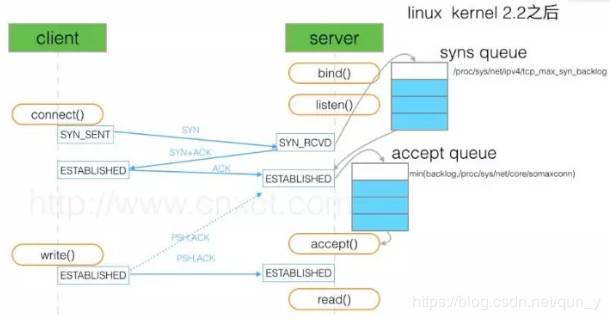 linux kernel 2.2之后
client
server
syns queue
/proc/sys/net/ipv4/tcp_max_syn_backlog
bind()
listen()
connect()
SYN_SENT
SYN
SYN_RCVD
SYN+ACK
accept queue
ESTABLISHED
ACK
ESTABLISHED
min(backlog,/proc/sys/net/core/somaxconn)
http://www.cnxct.com
PSH,ACK
accept()
write()
ESTABLISHED
PSH,ACK
ESTABLISHED
read()
https://blog.csdn.net/qun_y